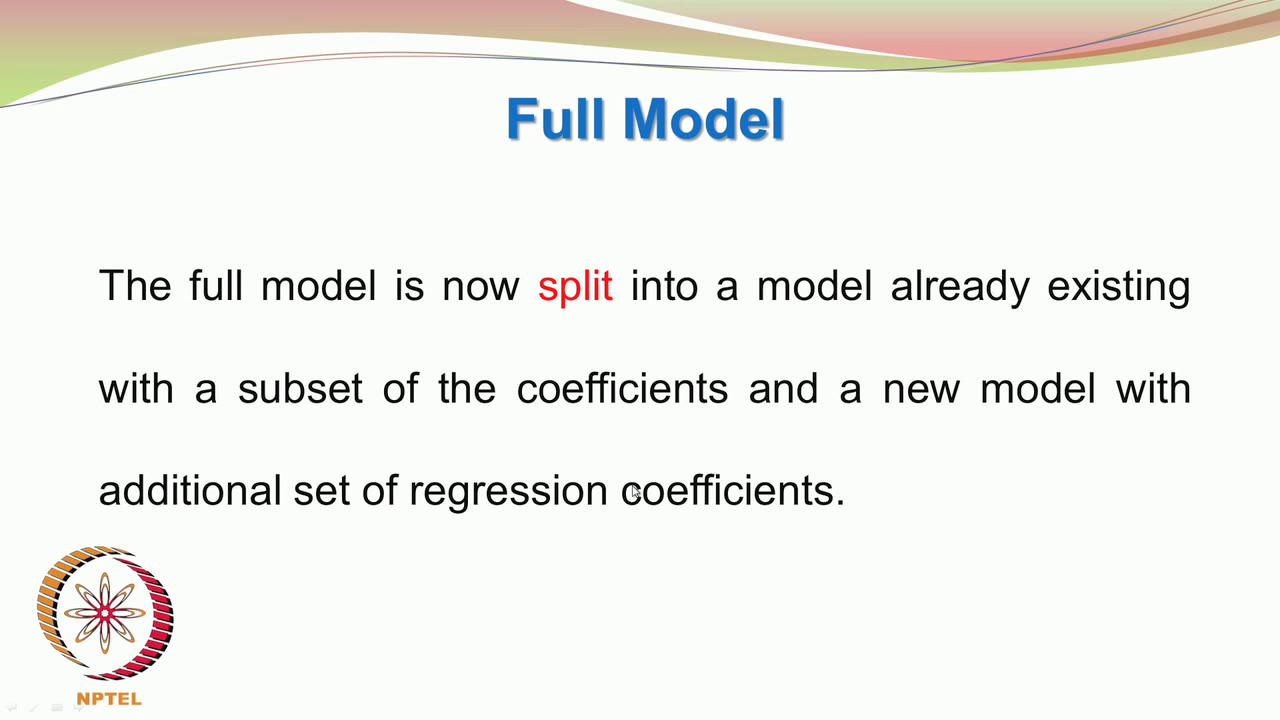 Full Model
The full model is now split into a model already existing
with a subset of the coefficients and a new model with
additional set of regression coefficients.
NPTEL